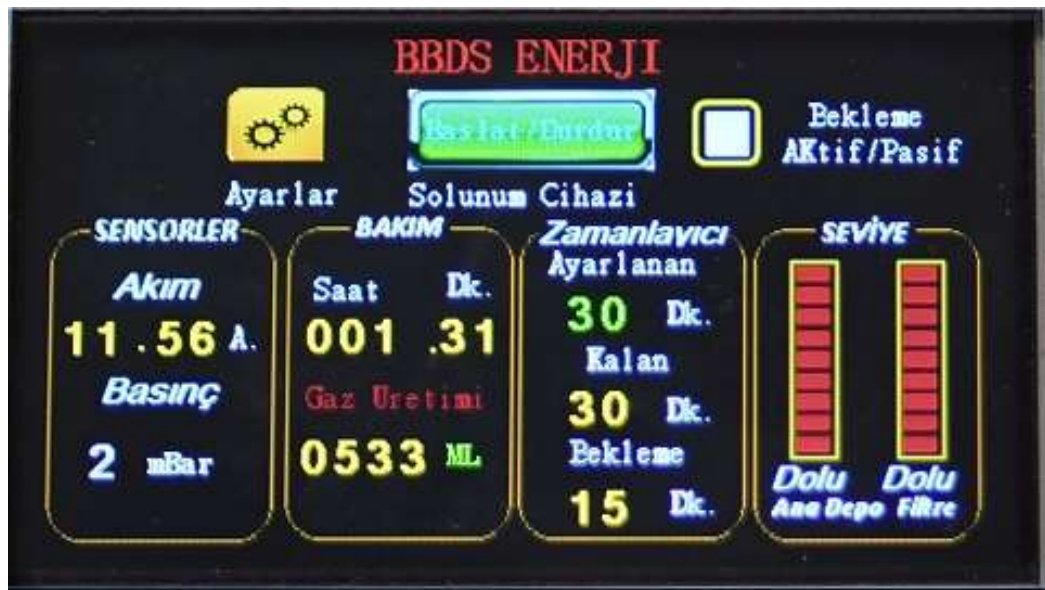 BBDS ENERJI
Baslat/Durdur
Bekleme
AKtif/Pasif
Ayarlar
Solunum Cihazi
SENSORLER
Akım
11.56 A.
Basınç
2 mBar
BAKIM
Saat Dk.
001 .31
Gaz Uretimi
0533 ML
Zamanlayıcı
Ayarlanan
30 Dk.
Kalan
30 Dk.
Bekleme
15 Dk.
SEVİYE
Dolu Dolu
Ana Depo Filtre